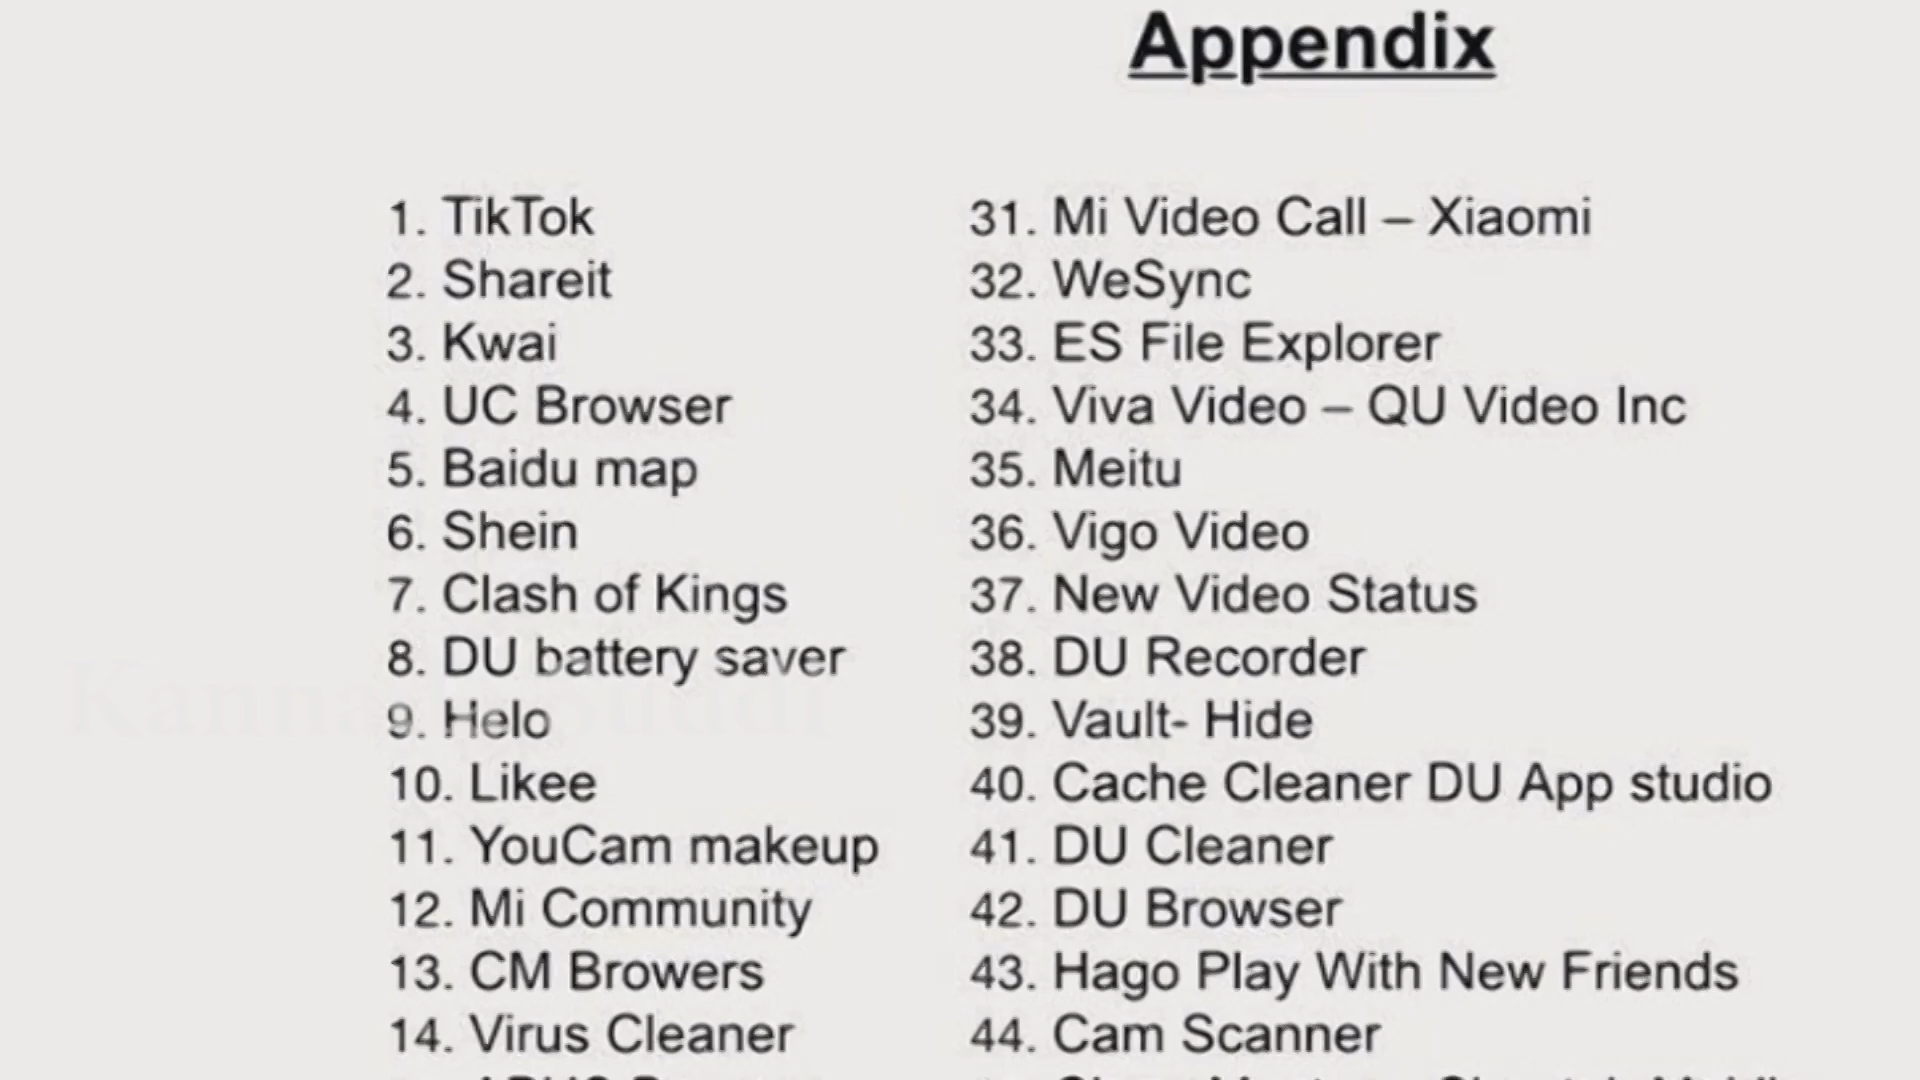 Appendix
1. TikTok
2. Shareit
3. Kwai
4. UC Browser
5. Baidu map
6. Shein
7. Clash of Kings
8. DU battery saver
9. Helo
10. Likee
11. YouCam makeup
12. Mi Community
13. CM Browers
14. Virus Cleaner
31. Mi Video Call – Xiaomi
32. WeSync
33. ES File Explorer
34. Viva Video – QU Video Inc
35. Meitu
36. Vigo Video
37. New Video Status
38. DU Recorder
39. Vault- Hide
40. Cache Cleaner DU App studio
41. DU Cleaner
42. DU Browser
43. Hago Play With New Friends
44. Cam Scanner